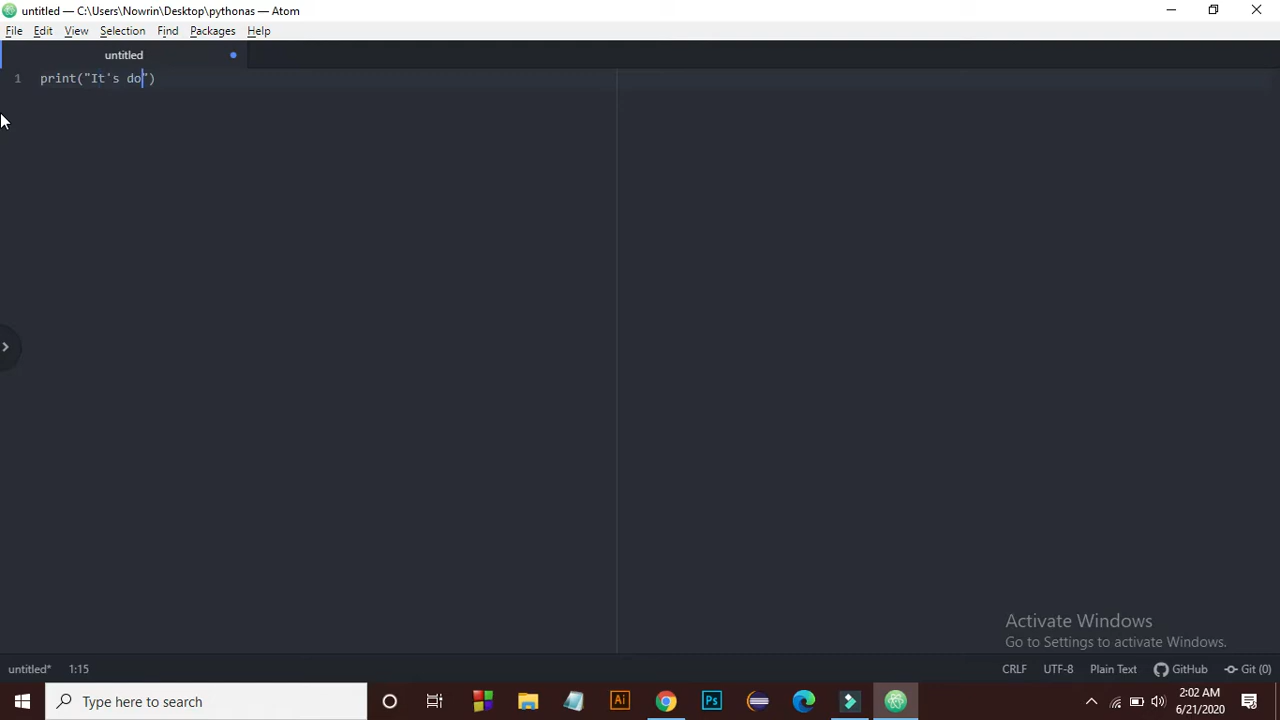 untitled — C:\Users\Nowrin\Desktop\pythonas — Atom
File Edit View Selection Find Packages Help
untitled
1 print("It's do")
Activate Windows
Go to Settings to activate Windows.
untitled* 1:15 CRLF UTF-8 Plain Text GitHub Git (0)
Type here to search
Ai
Ps
2:02 AM
6/21/2020